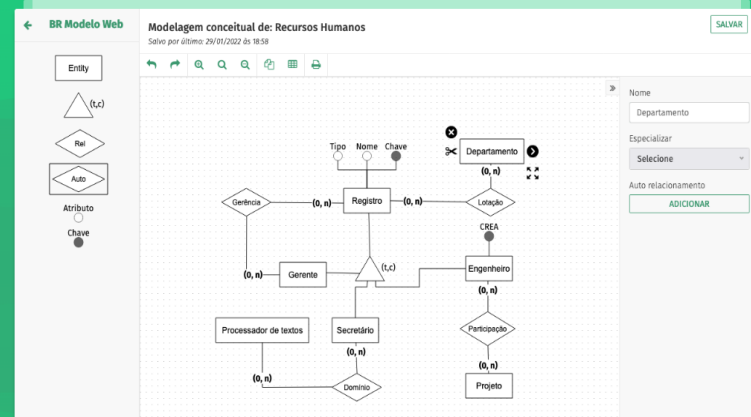 BR Modelo Web
Modelagem conceitual de: Recursos Humanos
Salvo por último: 29/01/2022 às 18:58
SALVAR
Entity
(t,c)
Rel
Auto
Atributo
Chave
Tipo Nome Chave
Departamento
(0, n)
Gerência
(0, n)
Registro
(0, n)
Lotação
CREA
(0, n)
Gerente
(t,c)
Engenheiro
(0, n)
Processador de textos
Secretário
Participação
(0, n)
(0, n)
(0, n)
Domínio
Projeto
Nome
Departamento
Especializar
Selecione
Auto relacionamento
ADICIONAR